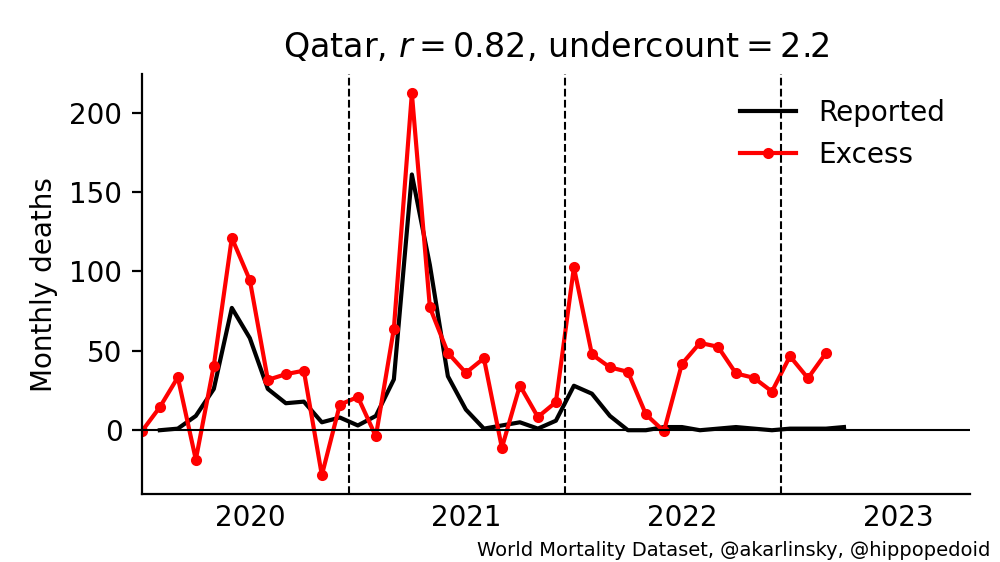 Qatar, r = 0.82, undercount = 2.2
Monthly deaths
200
150
100
50
0
Reported
Excess
2020 2021 2022 2023
World Mortality Dataset, @akarlinsky, @hippopedoid